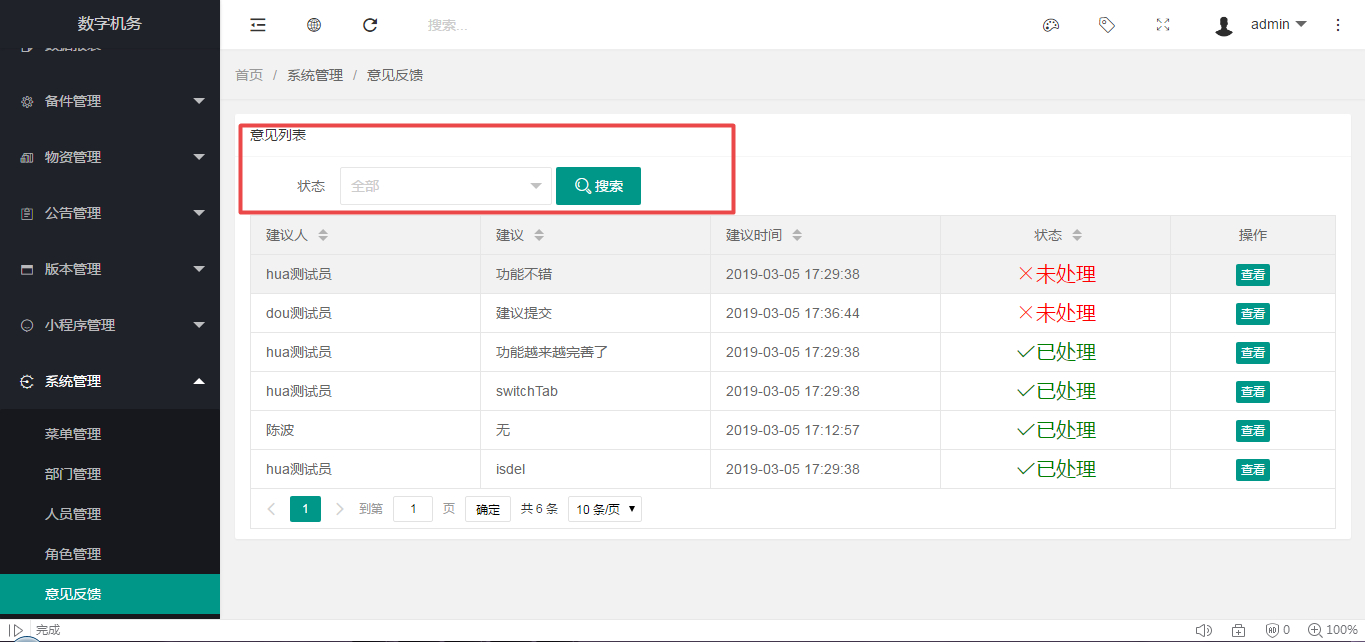 数字机务
搜索...
admin
数据报表
备件管理
物资管理
公告管理
版本管理
小程序管理
系统管理
菜单管理
部门管理
人员管理
角色管理
意见反馈
首页 / 系统管理 / 意见反馈
意见列表
状态 全部 搜索
建议人 建议 建议时间 状态 操作
hua测试员 功能不错 2019-03-05 17:29:38 未处理 查看
dou测试员 建议提交 2019-03-05 17:36:44 未处理 查看
hua测试员 功能越来越完善了 2019-03-05 17:29:38 已处理 查看
hua测试员 switchTab 2019-03-05 17:29:38 已处理 查看
陈波 无 2019-03-05 17:12:57 已处理 查看
hua测试员 isdel 2019-03-05 17:29:38 已处理 查看
1 到第 1 页 确定 共 6 条 10 条/页
完成 0 100%